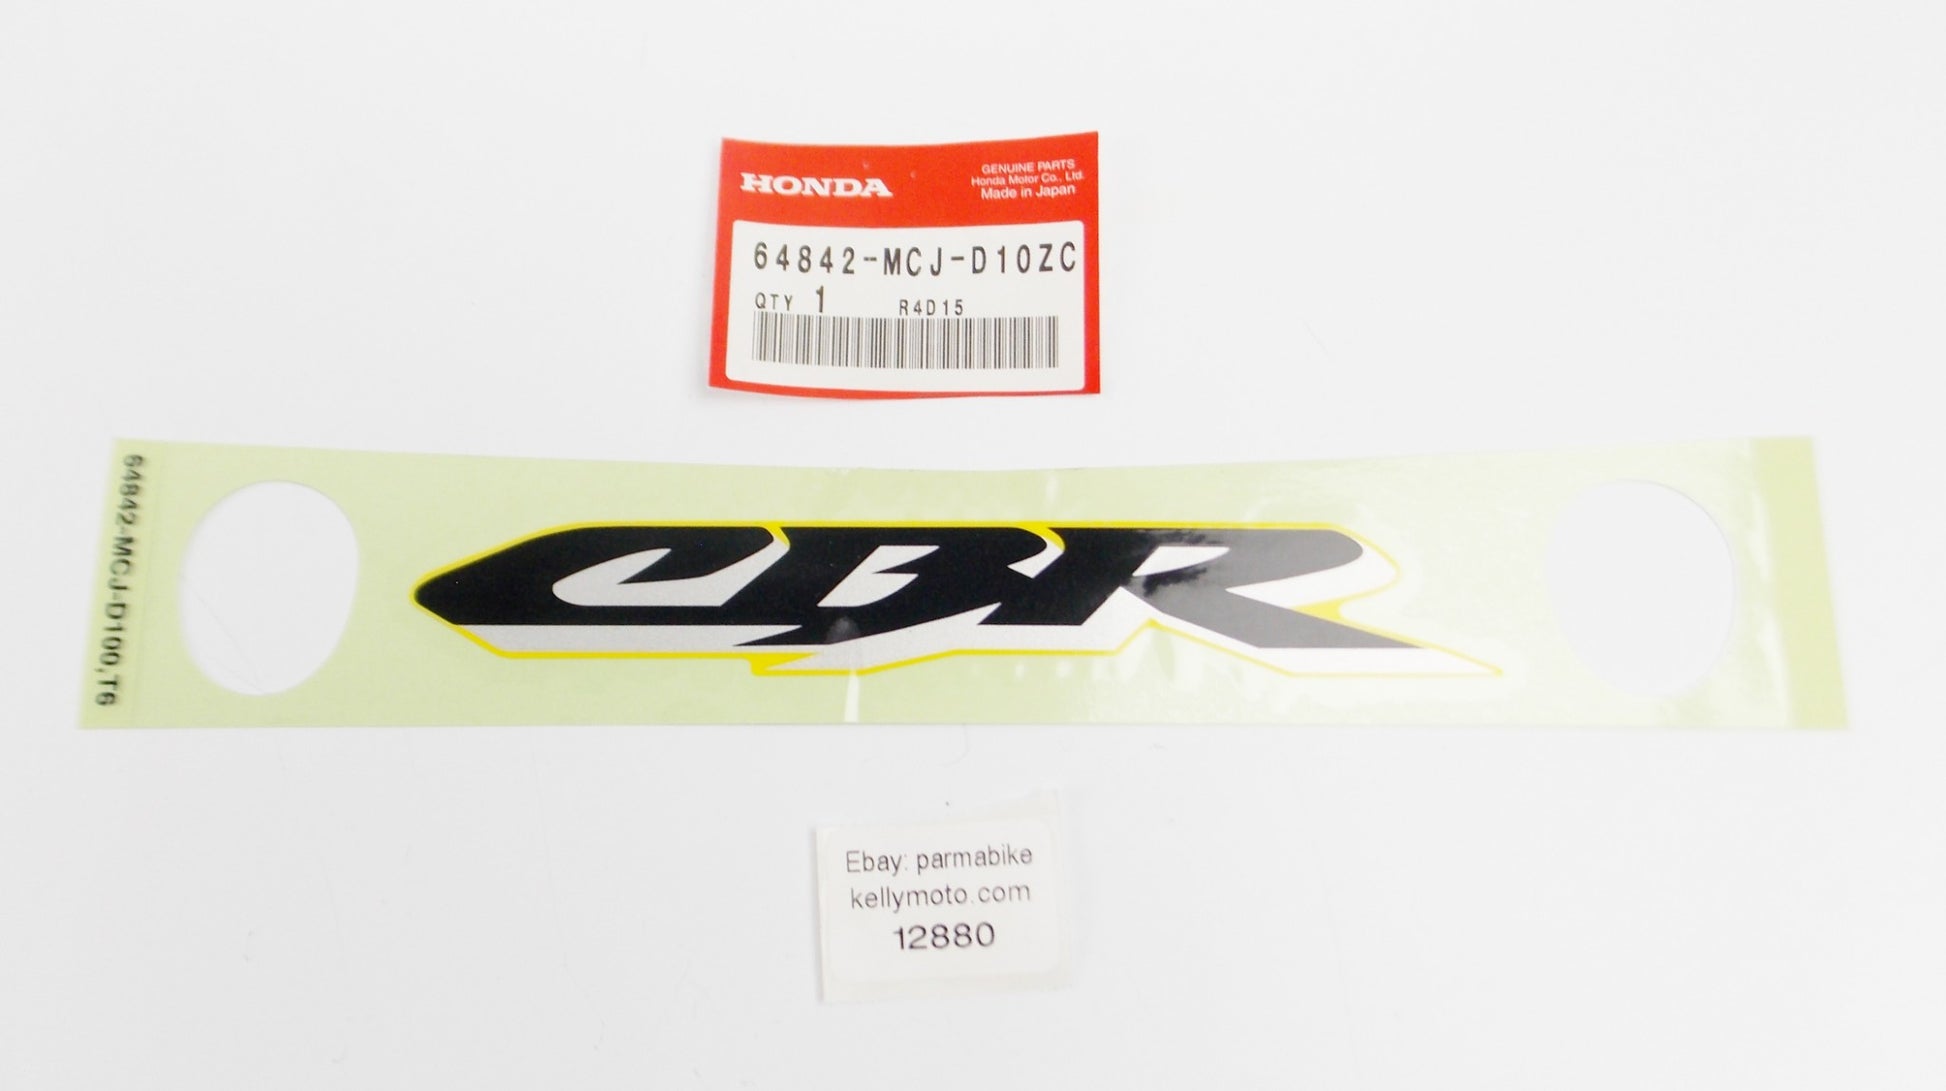 HONDA
GENUINE PARTS
Honda Motor Co., Ltd.
Made in Japan
64842-MCJ-D10ZC
QTY 1 R4D15
64842-MCJ-D100,T6
CBR
Ebay: parmabike
kellymoto.com
12880